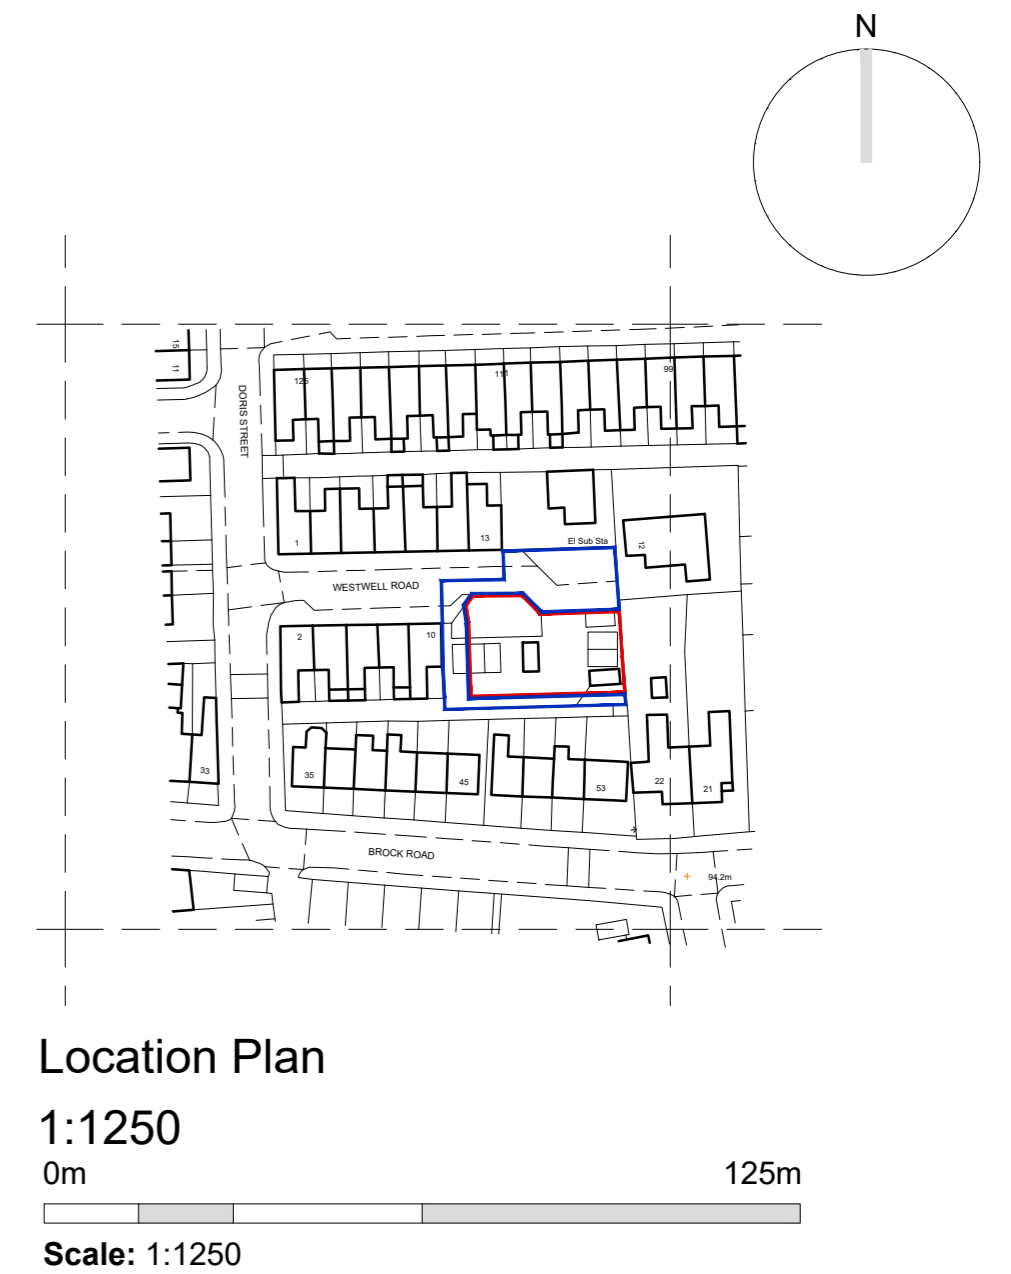 N
15
11
DORIS STREET
125
111
99
1
13
El Sub Sta
12
WESTWELL ROAD
2
10
33
35
45
53
22
21
BROCK ROAD
94.2m
Location Plan
1:1250
0m 125m
Scale: 1:1250